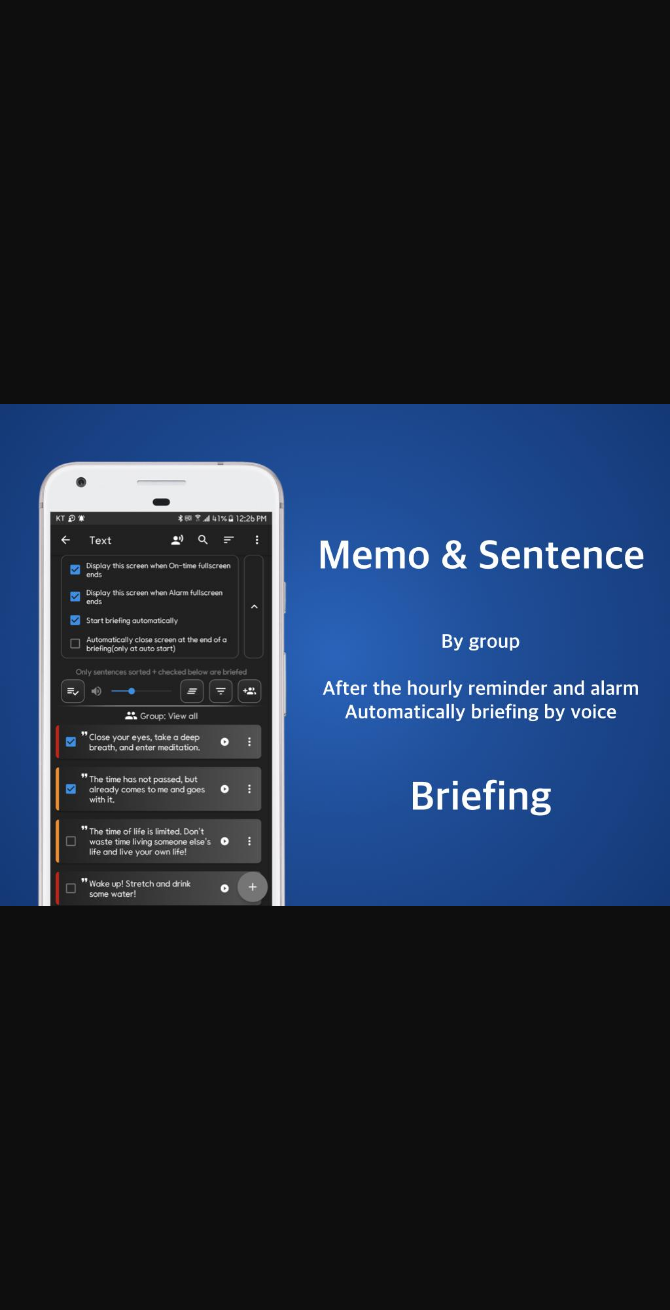 KT
41% 12:26 PM
Text
Display this screen when On-time fullscreen
ends
Display this screen when Alarm fullscreen
ends
Start briefing automatically
Automatically close screen at the end of a
briefing(only at auto start)
Only sentences sorted + checked below are briefed
Group: View all
" Close your eyes, take a deep
breath, and enter meditation.
" The time has not passed, but
already comes to me and goes
with it.
" The time of life is limited. Don't
waste time living someone else's
life and live your own life!
" Wake up! Stretch and drink
some water!
Memo & Sentence
By group
After the hourly reminder and alarm
Automatically briefing by voice
Briefing